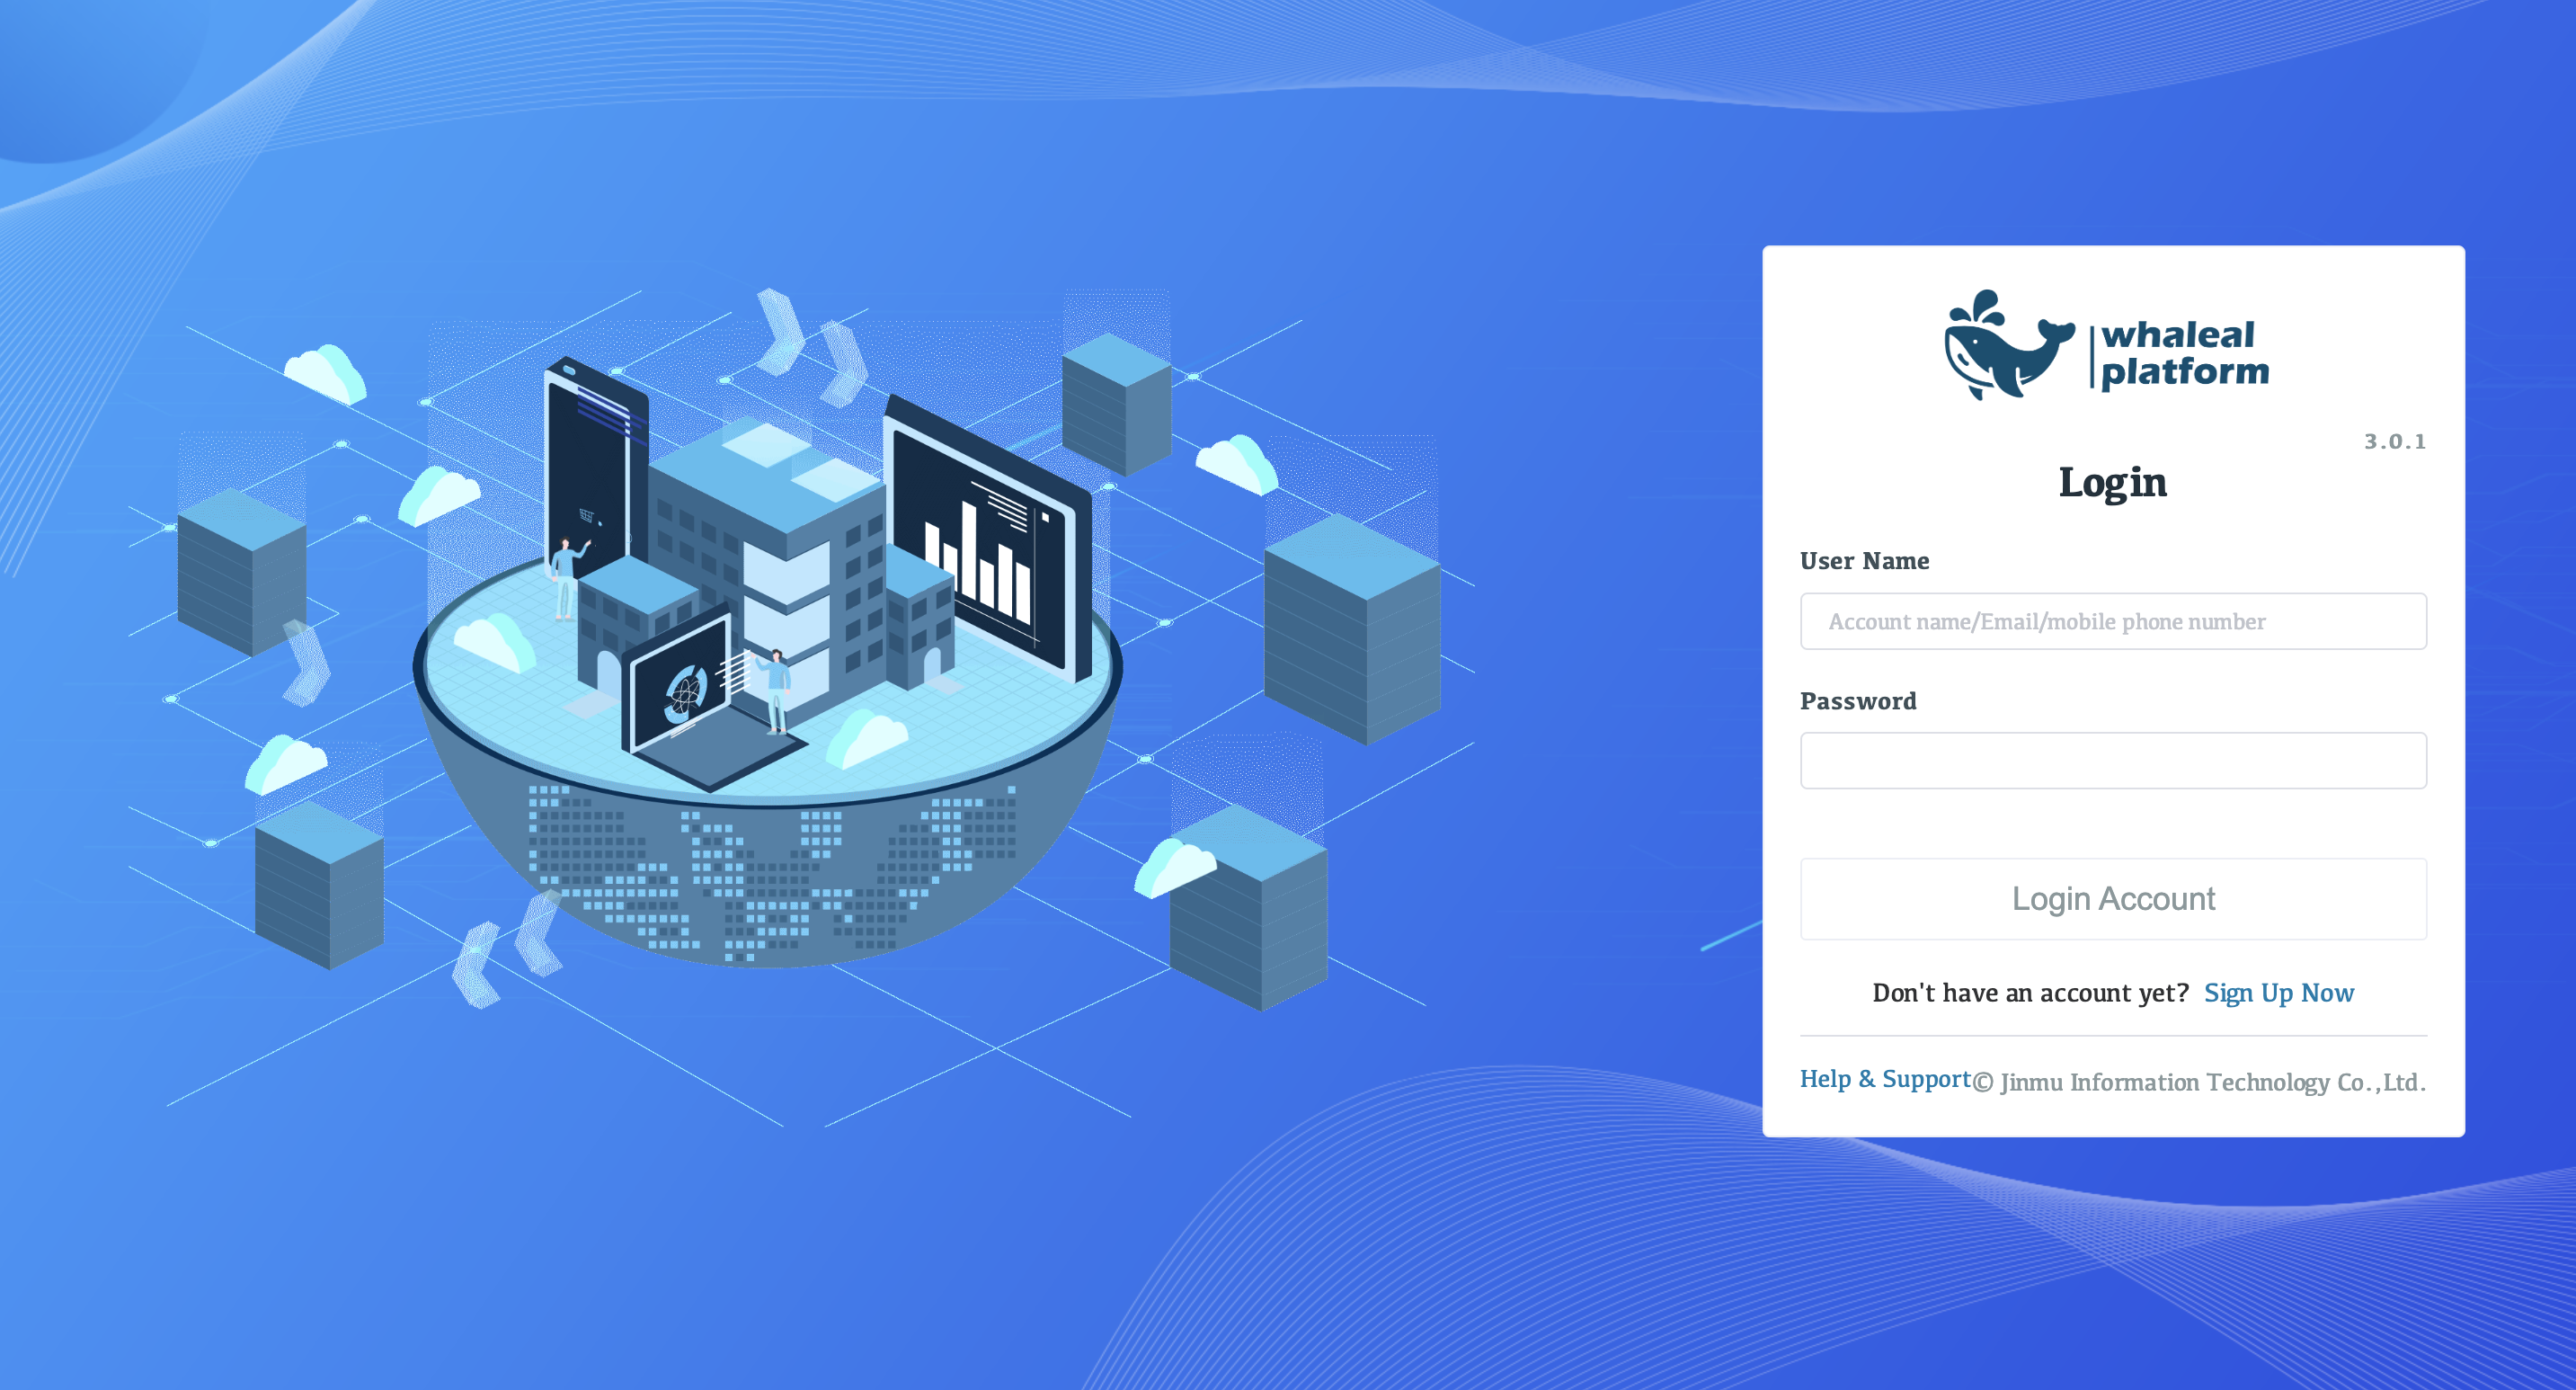 whaleal
platform
3.0.1
Login
User Name
Account name/Email/mobile phone number
Password
Login Account
Don't have an account yet? Sign Up Now
Help & Support© Jinmu Information Technology Co.,Ltd.